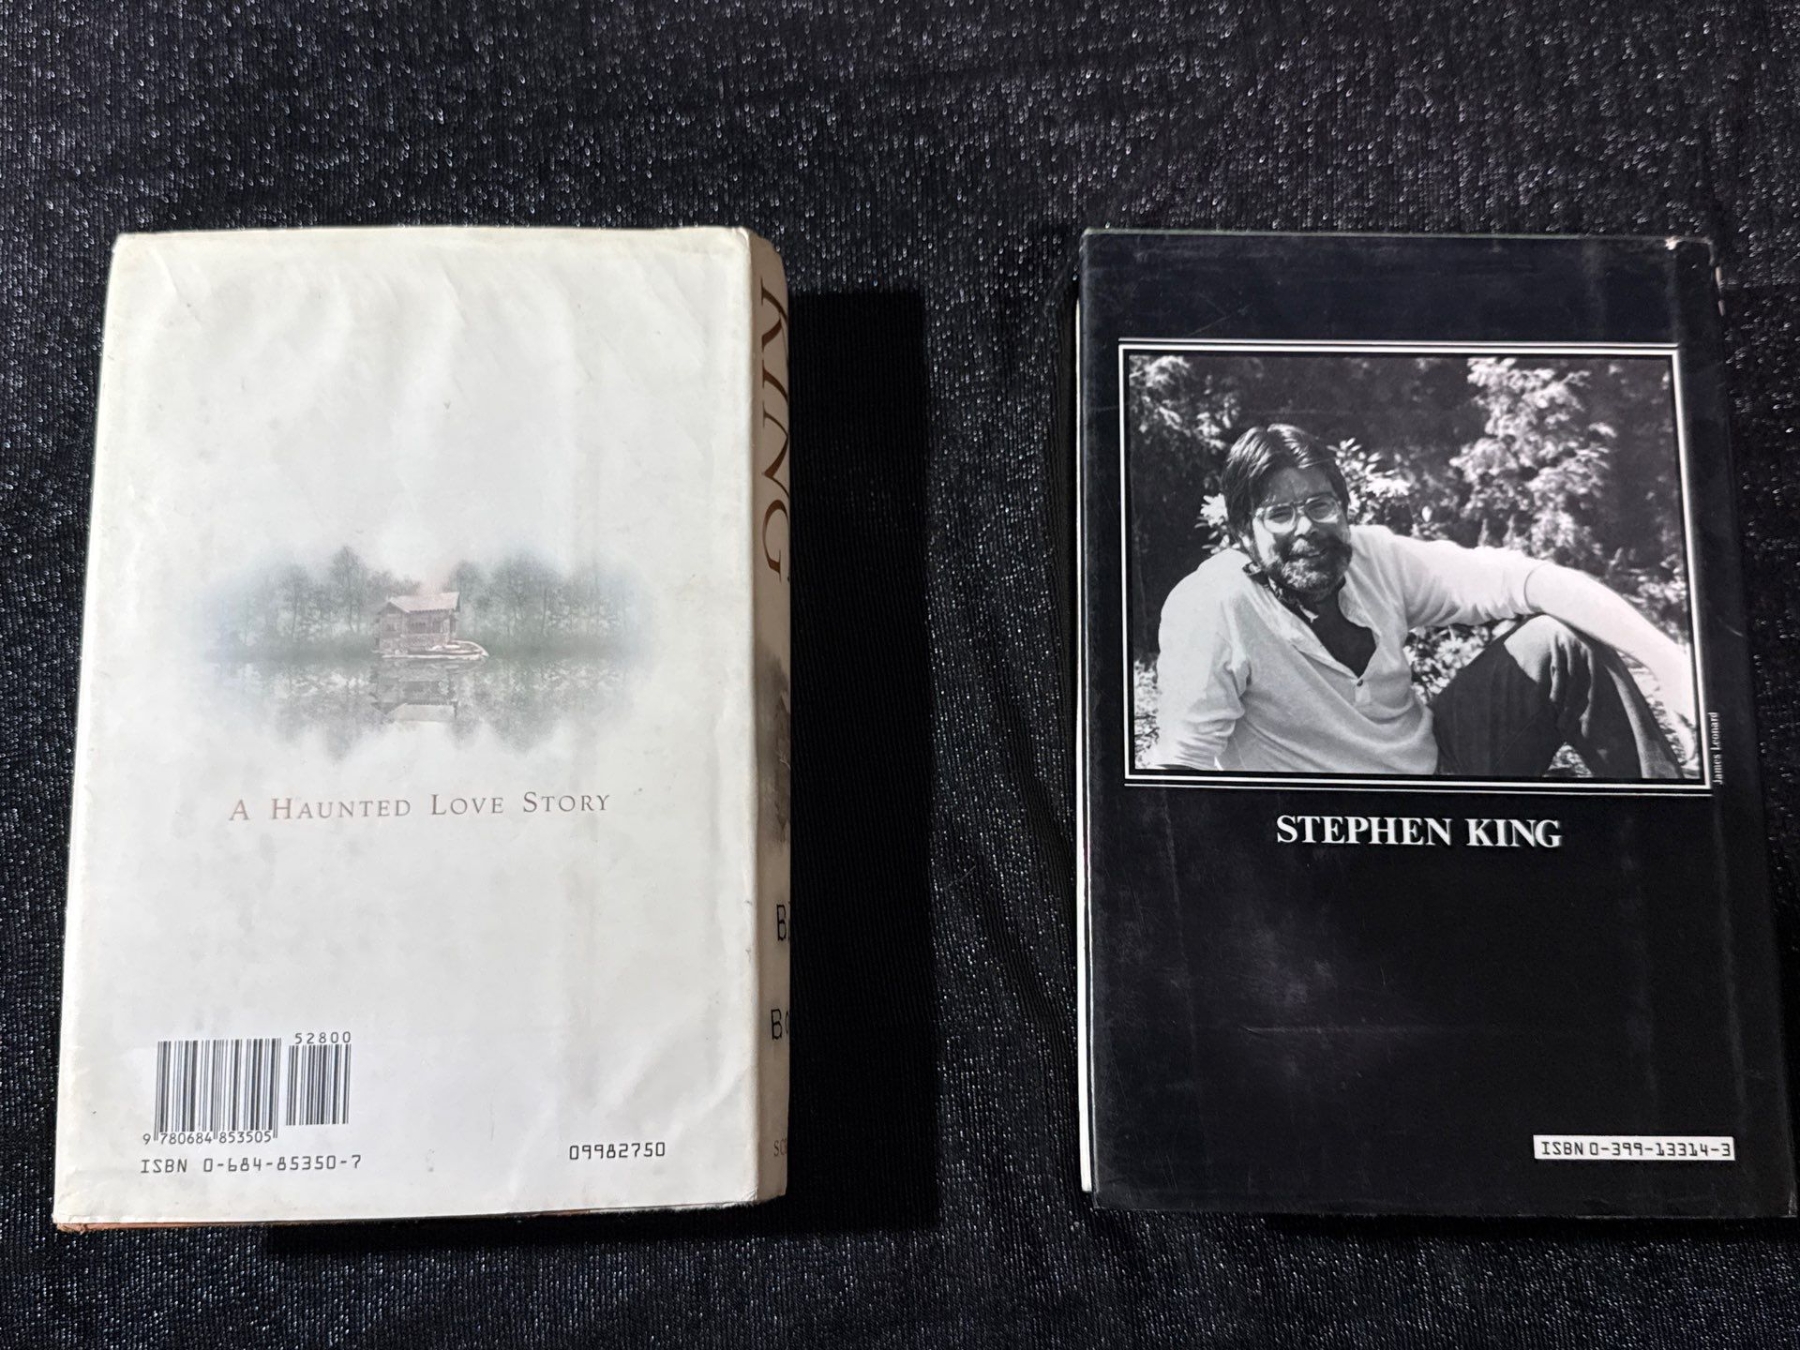 KING
A HAUNTED LOVE STORY
52800
9 780684 853505
ISBN 0-684-85350-7
09982750
James Leonard
STEPHEN KING
ISBN 0-399-13314-3